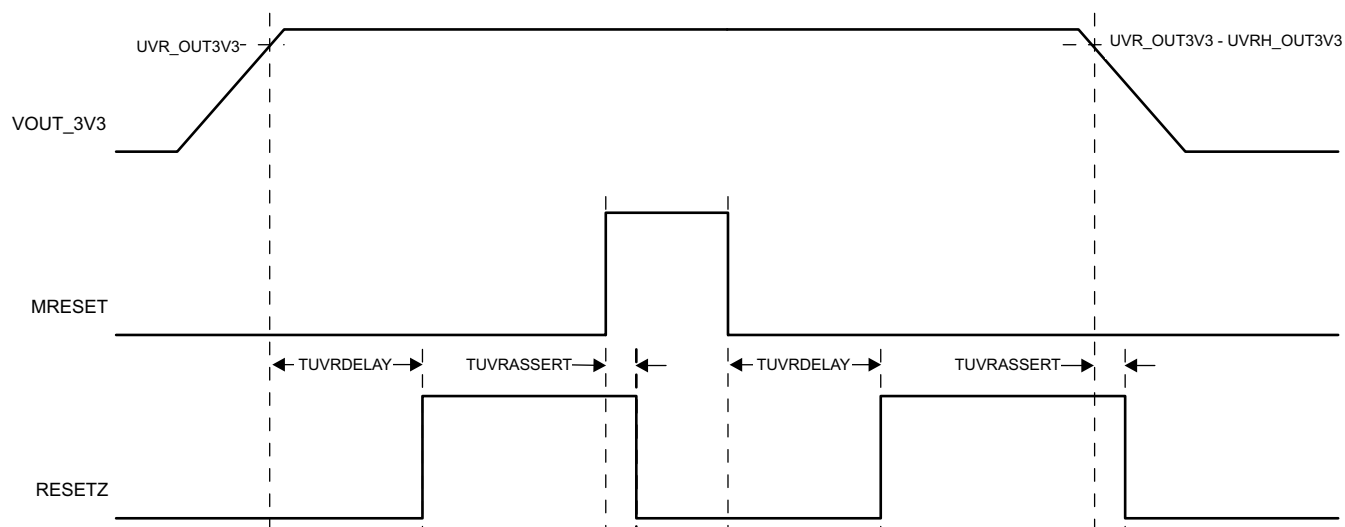 UVR_OUT3V3
UVR_OUT3V3 - UVRH_OUT3V3
VOUT_3V3
MRESET
TUVRDELAY
TUVRASSERT
TUVRDELAY
TUVRASSERT
RESETZ